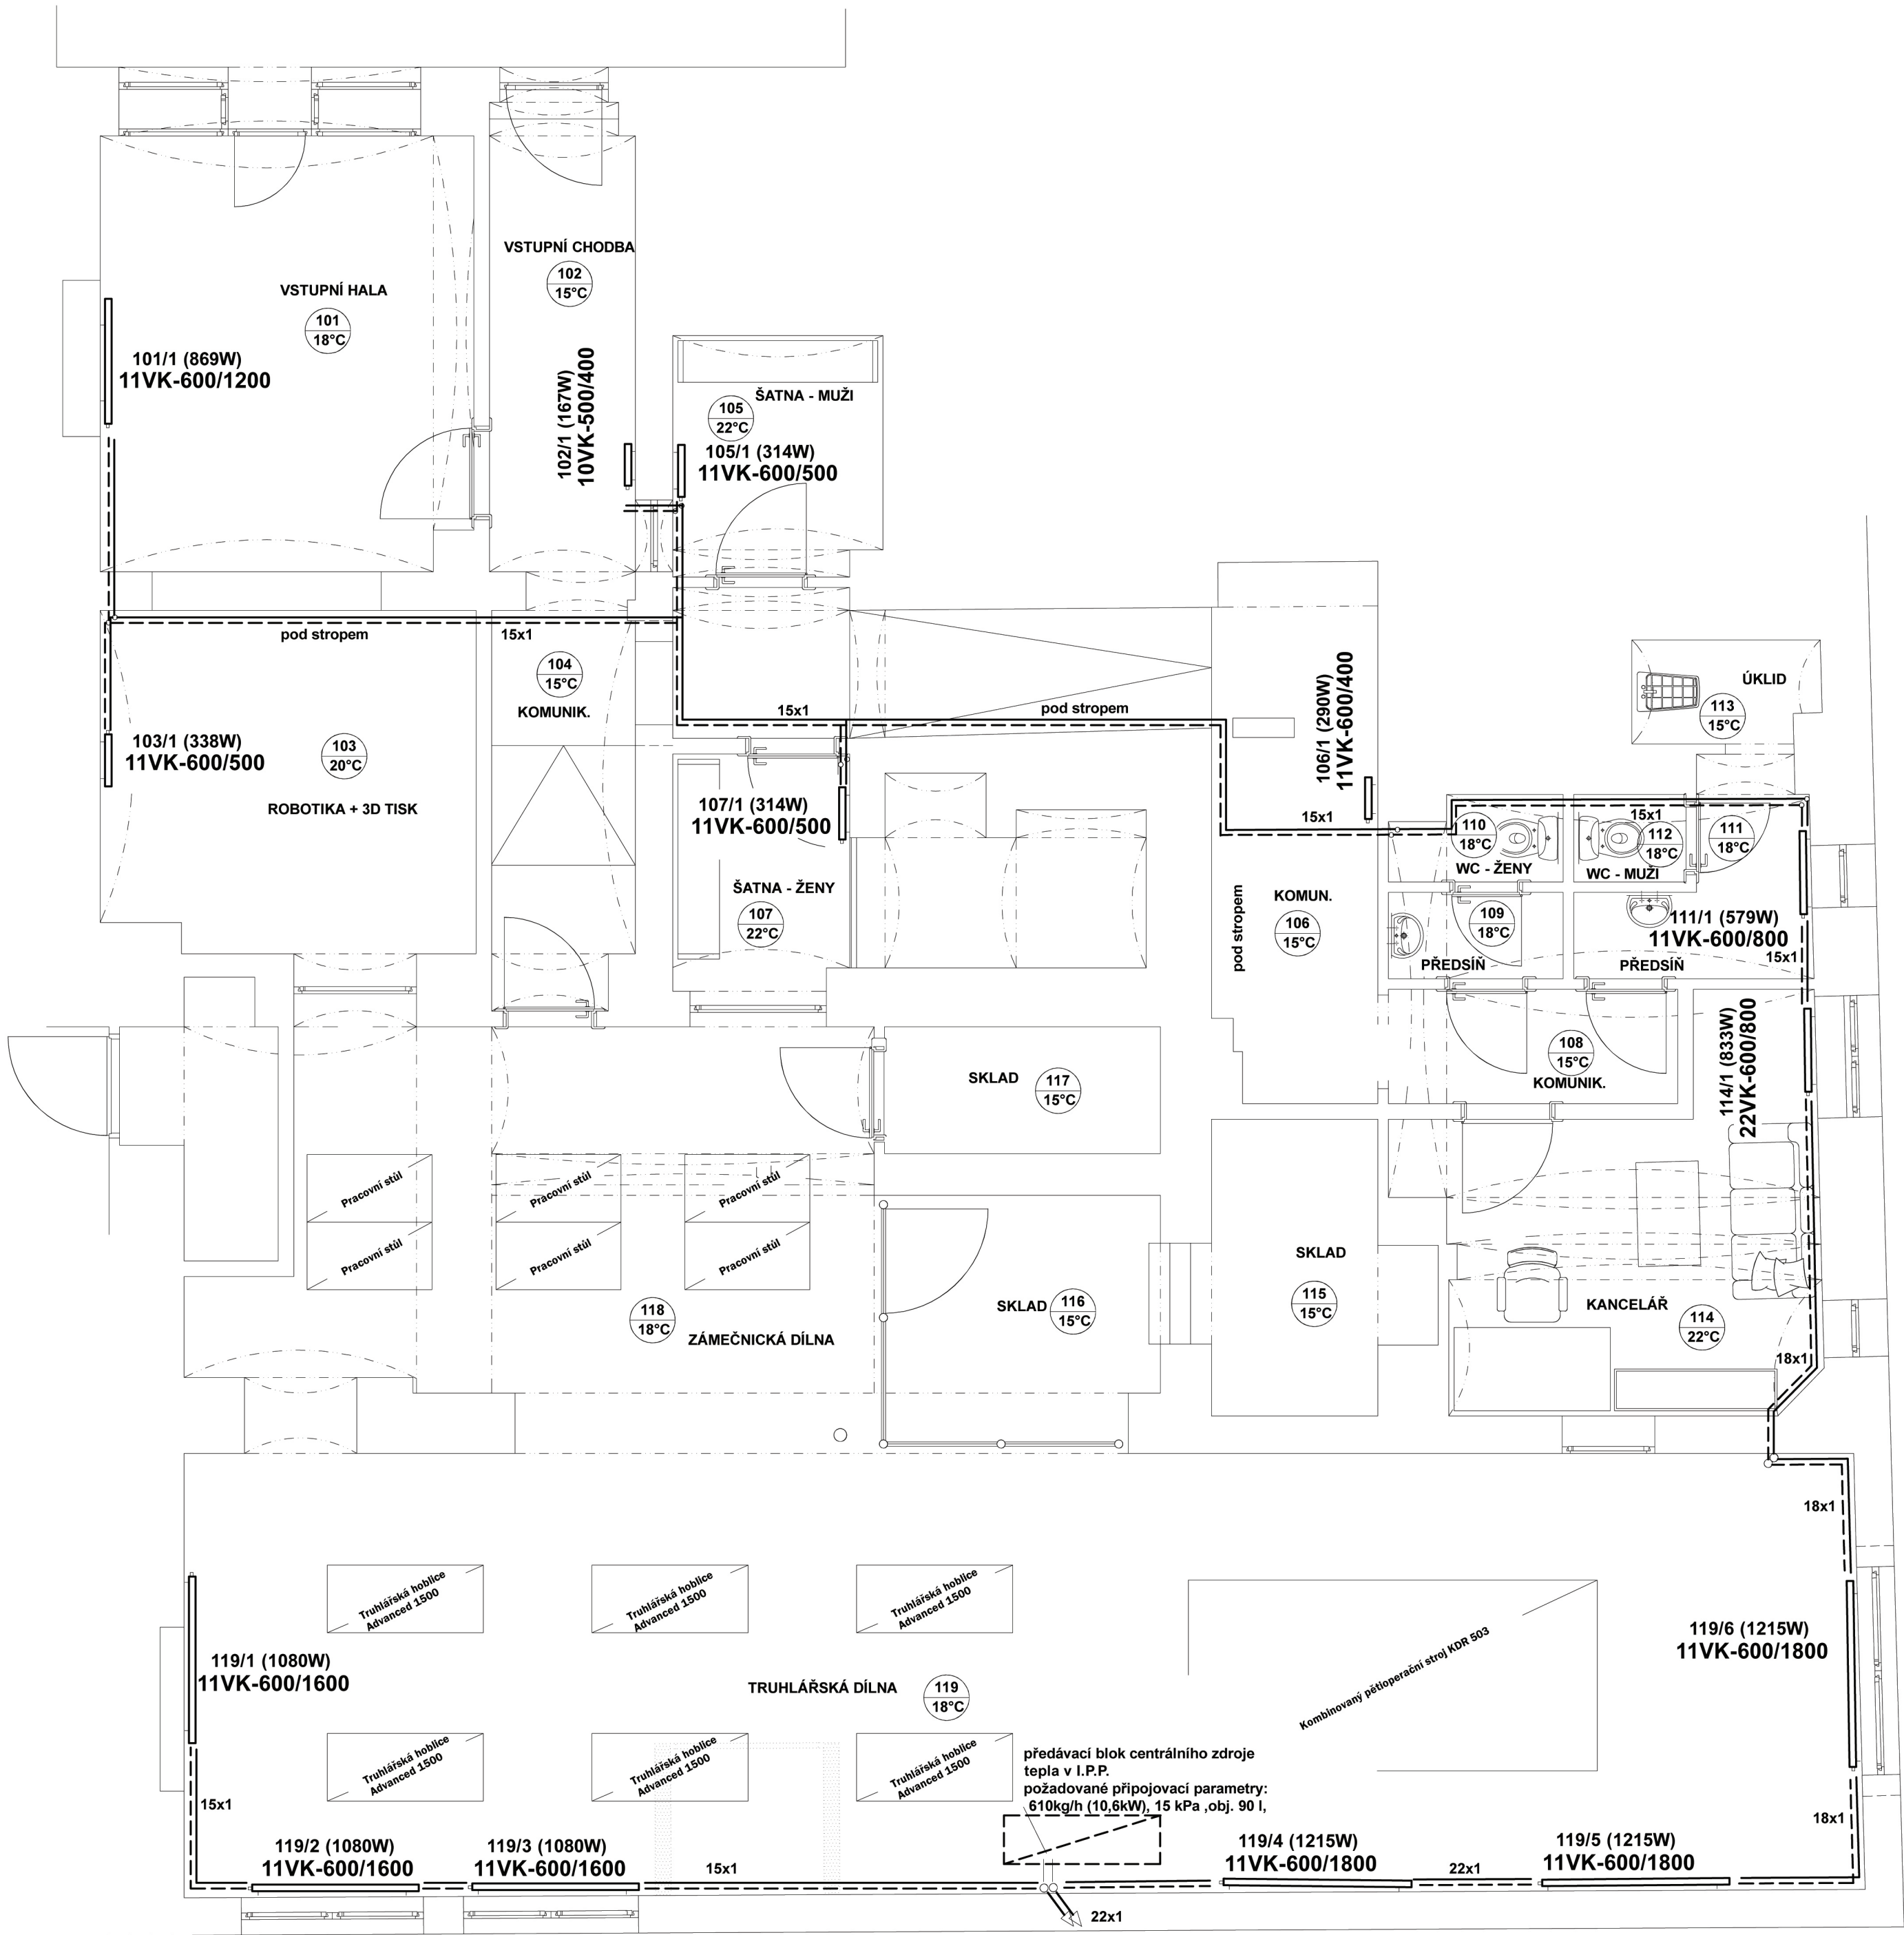 VSTUPNÍ CHODBA
102
15°C
VSTUPNÍ HALA
101
18°C
101/1 (869W)
11VK-600/1200
102/1 (167W)
10VK-500/400
ŠATNA - MUŽI
105
22°C
105/1 (314W)
11VK-600/500
pod stropem
15x1
104
15°C
KOMUNIK.
15x1
pod stropem
106/1 (290W)
11VK-600/400
ÚKLID
113
15°C
103/1 (338W)
11VK-600/500
103
20°C
ROBOTIKA + 3D TISK
107/1 (314W)
11VK-600/500
15x1
15x1
110
18°C
WC - ŽENY
112
18°C
WC - MUŽI
111
18°C
ŠATNA - ŽENY
107
22°C
KOMUN.
106
15°C
pod stropem
109
18°C
PŘEDSÍŇ
111/1 (579W)
11VK-600/800
15x1
PŘEDSÍŇ
114/1 (833W)
22VK-600/800
108
15°C
KOMUNIK.
SKLAD
117
15°C
Pracovní stůl
Pracovní stůl
Pracovní stůl
Pracovní stůl
Pracovní stůl
Pracovní stůl
SKLAD
115
15°C
SKLAD
116
15°C
118
18°C
ZÁMEČNICKÁ DÍLNA
KANCELÁŘ
114
22°C
18x1
18x1
Truhlářská hoblice
Advanced 1500
Truhlářská hoblice
Advanced 1500
Truhlářská hoblice
Advanced 1500
119/6 (1215W)
11VK-600/1800
Kombinovaný pětioperační stroj KDR 503
119/1 (1080W)
11VK-600/1600
TRUHLÁŘSKÁ DÍLNA
119
18°C
Truhlářská hoblice
Advanced 1500
Truhlářská hoblice
Advanced 1500
Truhlářská hoblice
Advanced 1500
předávací blok centrálního zdroje
tepla v I.P.P.
požadované připojovací parametry:
610kg/h (10,6kW), 15 kPa ,obj. 90 l,
15x1
18x1
119/2 (1080W)
11VK-600/1600
119/3 (1080W)
11VK-600/1600
15x1
119/4 (1215W)
11VK-600/1800
22x1
119/5 (1215W)
11VK-600/1800
22x1